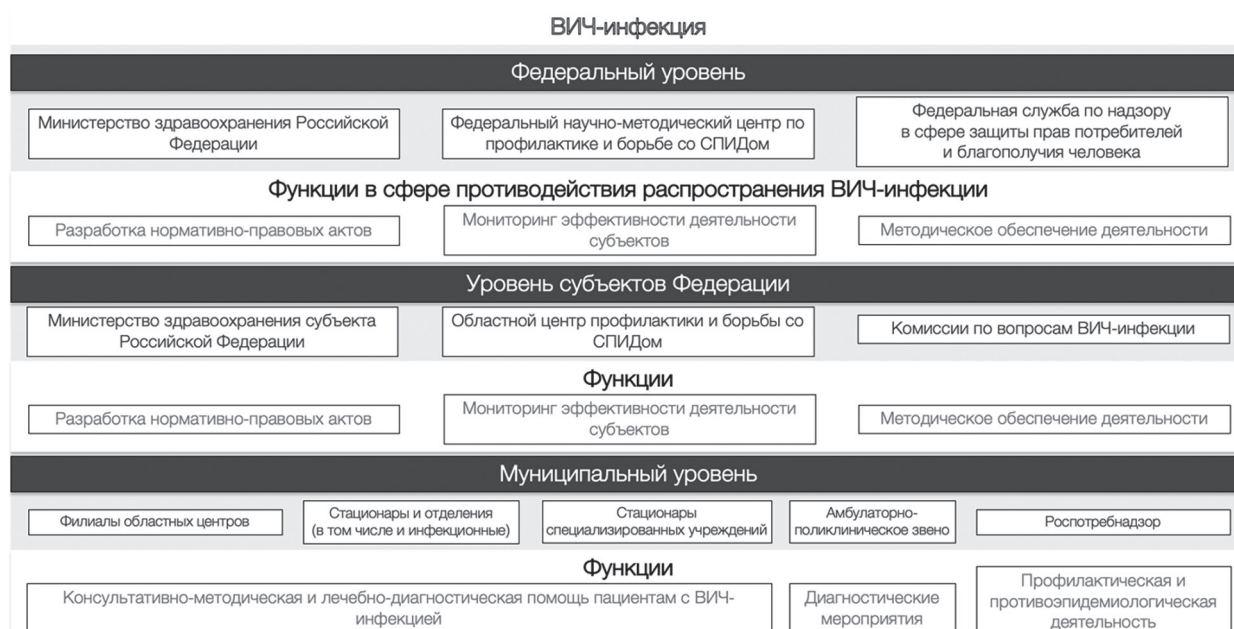 ВИЧ-инфекция
Федеральный уровень
Министерство здравоохранения Российской
Федерации
Федеральный научно-методический центр по
профилактике и борьбе со СПИДом
Федеральная служба по надзору
в сфере защиты прав потребителей
и благополучия человека
Функции в сфере противодействия распространения ВИЧ-инфекции
Разработка нормативно-правовых актов
Мониторинг эффективности деятельности
субъектов
Методическое обеспечение деятельности
Уровень субъектов Федерации
Министерство здравоохранения субъекта
Российской Федерации
Областной центр профилактики и борьбы со
СПИДом
Комиссии по вопросам ВИЧ-инфекции
Функции
Разработка нормативно-правовых актов
Мониторинг эффективности деятельности
субъектов
Методическое обеспечение деятельности
Муниципальный уровень
Филиалы областных центров
Стационары и отделения
(в том числе и инфекционные)
Стационары
специализированных учреждений
Амбулаторно-
поликлиническое звено
Роспотребнадзор
Функции
Консультативно-методическая и лечебно-диагностическая помощь пациентам с ВИЧ-
инфекцией
Диагностические
мероприятия
Профилактическая и
противоэпидемиологическая
деятельность